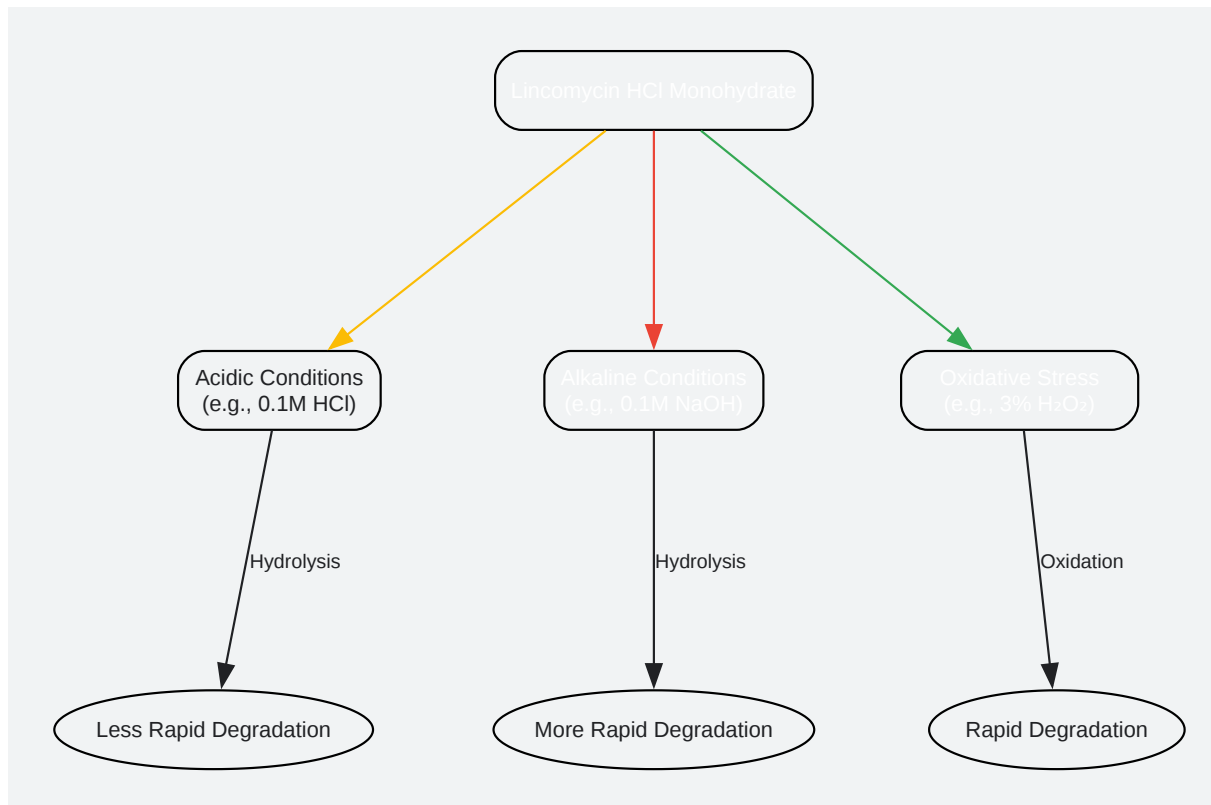 Lincomycin HCl Monohydrate
Acidic Conditions
(e.g., 0.1M HCl)
Alkaline Conditions
(e.g., 0.1M NaOH)
Oxidative Stress
(e.g., 3% H₂O₂)
Hydrolysis
Hydrolysis
Oxidation
Less Rapid Degradation
More Rapid Degradation
Rapid Degradation